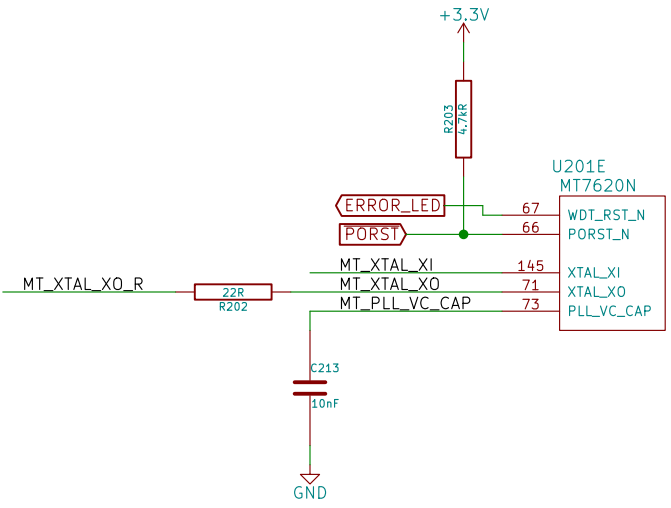 +3.3V
R203
4.7kR
U201E
MT7620N
ERROR_LED
67
WDT_RST_N
PORST
66
PORST_N
MT_XTAL_XI
145
XTAL_XI
MT_XTAL_XO_R
22R
R202
MT_XTAL_XO
71
XTAL_XO
MT_PLL_VC_CAP
73
PLL_VC_CAP
C213
10nF
GND